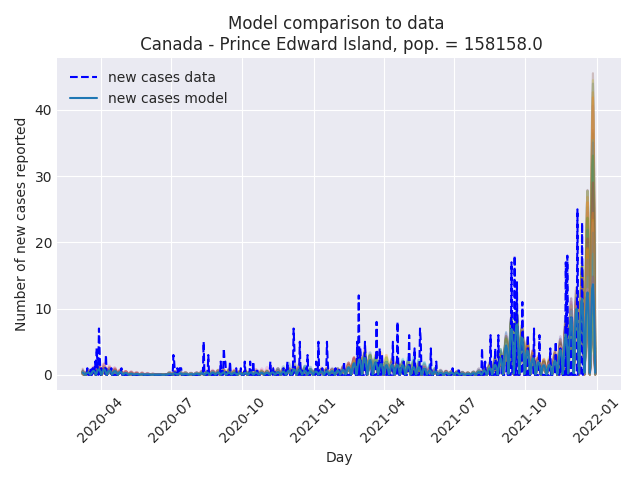 Model comparison to data
Canada - Prince Edward Island, pop. = 158158.0
new cases data
new cases model
Number of new cases reported
40
30
20
10
0
2020-04
2020-07
2020-10
2021-01
2021-04
2021-07
2021-10
2022-01
Day